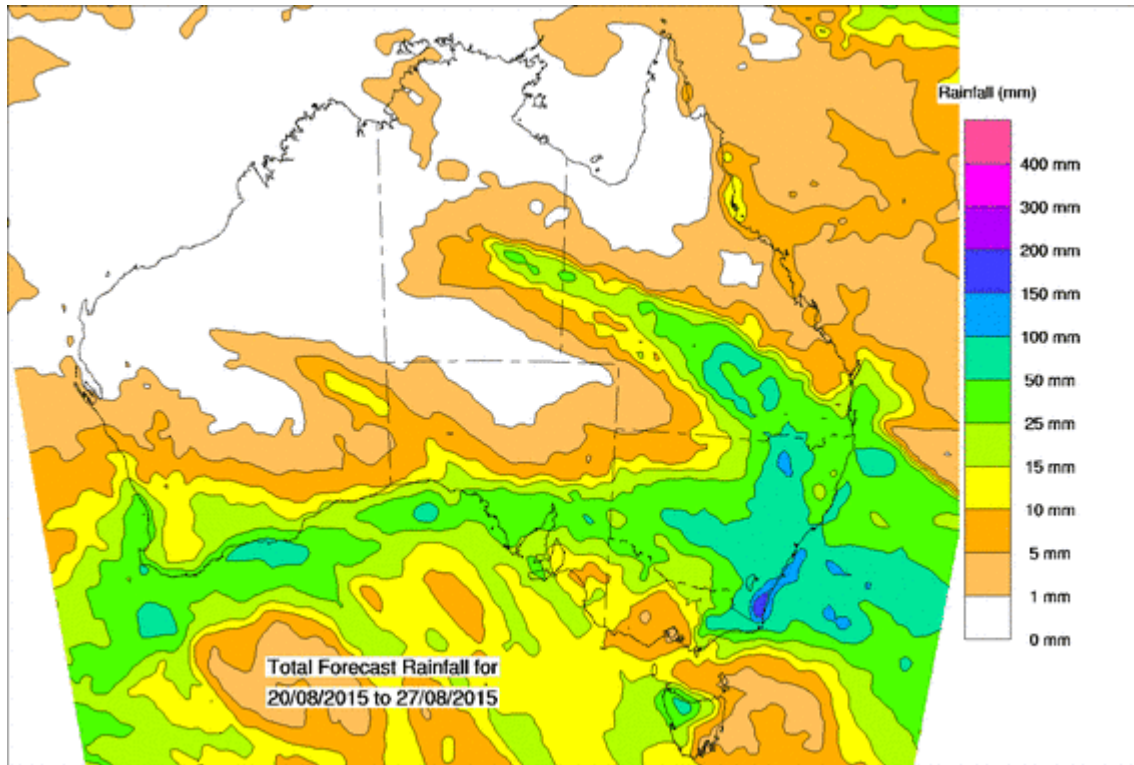 Rainfall (mm)
400 mm
300 mm
200 mm
150 mm
100 mm
50 mm
25 mm
15 mm
10 mm
5 mm
1 mm
0 mm
Total Forecast Rainfall for
20/08/2015 to 27/08/2015